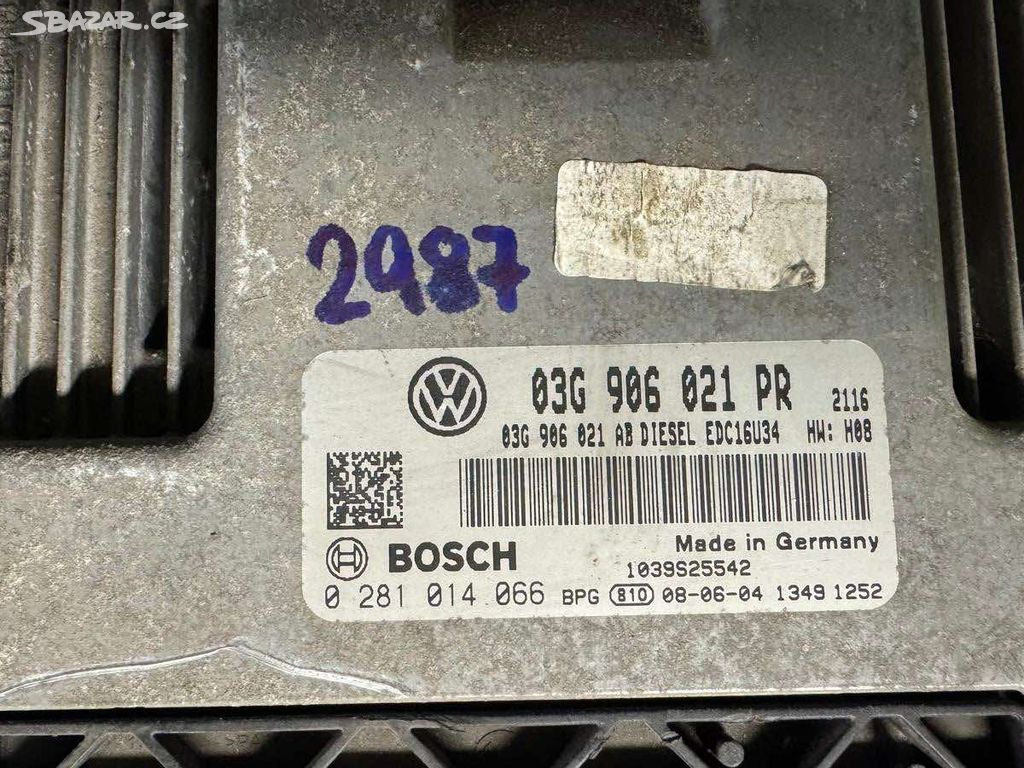 SBAZAR.CZ
2987
03G 906 021 PR 2116
03G 906 021 AB DIESEL EDC16U34 HW: H08
BOSCH Made in Germany
1039S25542
0 281 014 066 BPG 810 08-06-04 1349 1252